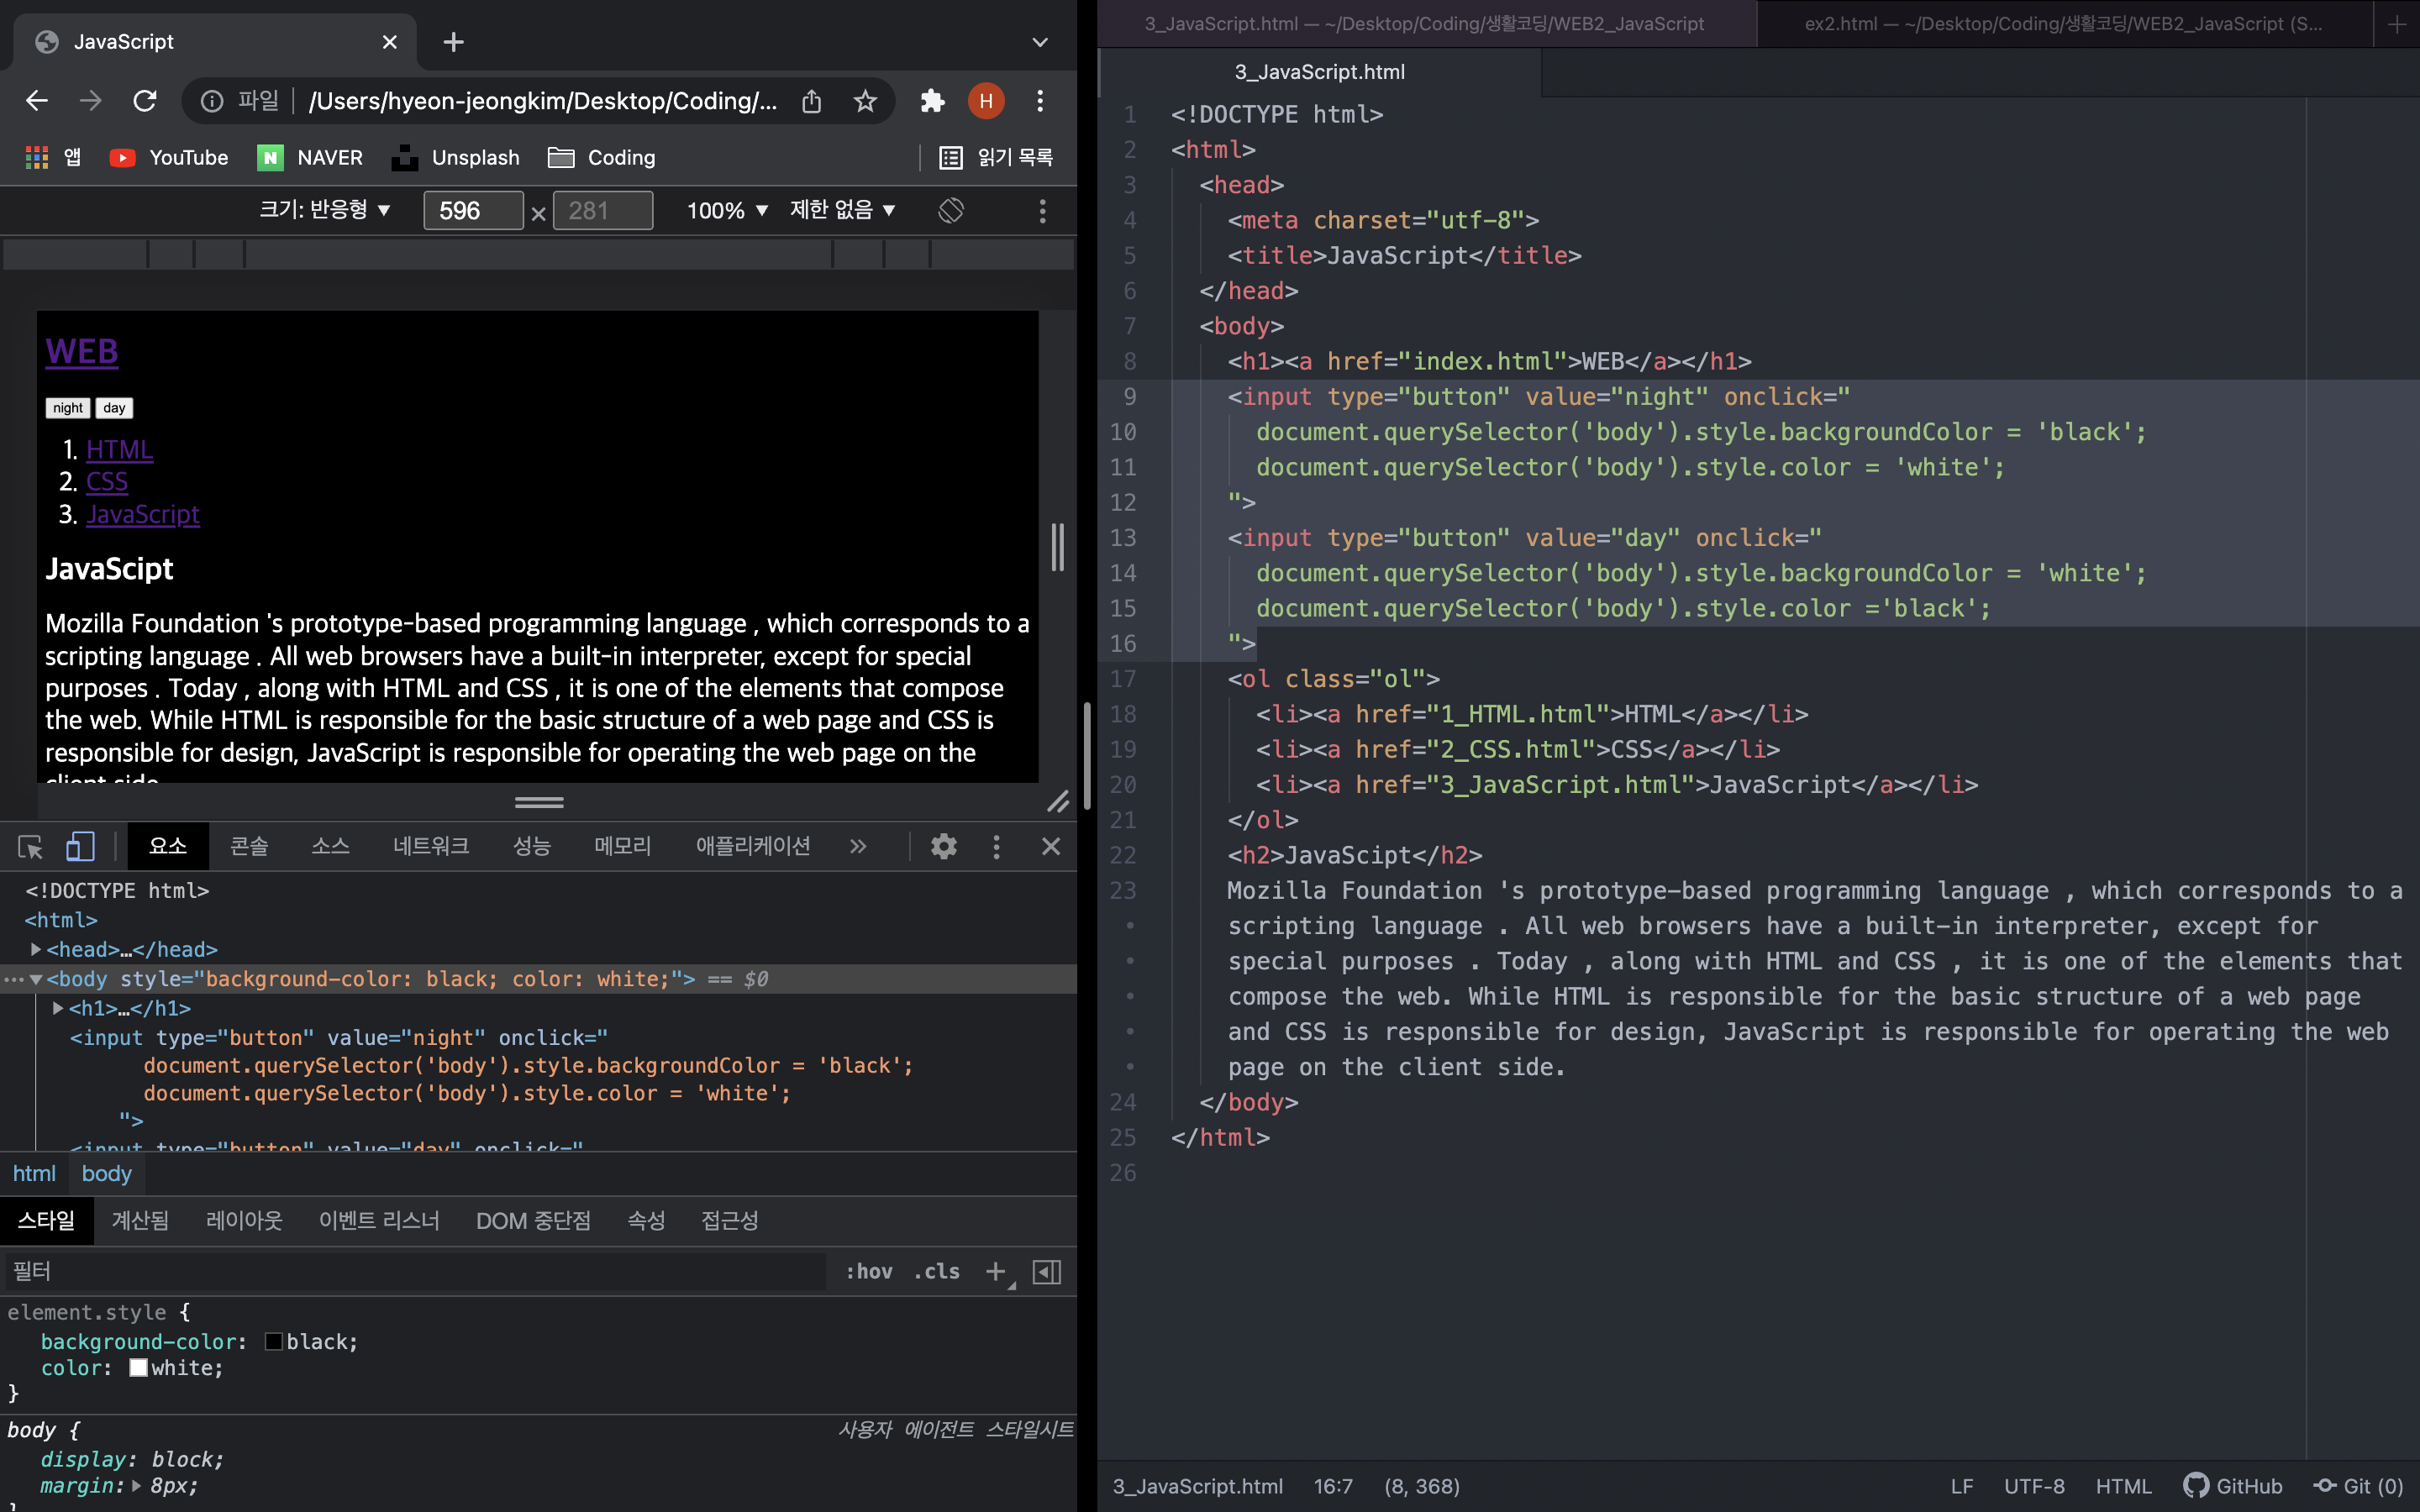 JavaScript
파일 /Users/hyeon-jeongkim/Desktop/Coding/... H
앱 YouTube N NAVER Unsplash Coding 읽기 목록
크기: 반응형 ▼ 596 × 281 100% ▼ 제한 없음 ▼
WEB
night day
1. HTML
2. CSS
3. JavaScript
JavaScipt
Mozilla Foundation 's prototype-based programming language , which corresponds to a
scripting language . All web browsers have a built-in interpreter, except for special
purposes . Today , along with HTML and CSS , it is one of the elements that compose
the web. While HTML is responsible for the basic structure of a web page and CSS is
responsible for design, JavaScript is responsible for operating the web page on the
client side.
요소 콘솔 소스 네트워크 성능 메모리 애플리케이션 »
<!DOCTYPE html>
<html>
<head>…</head>
<body style="background-color: black; color: white;"> == $0
<h1>…</h1>
<input type="button" value="night" onclick="
document.querySelector('body').style.backgroundColor = 'black';
document.querySelector('body').style.color = 'white';
">
<input type="button" value="day" onclick="
html body
스타일 계산됨 레이아웃 이벤트 리스너 DOM 중단점 속성 접근성
필터 :hov .cls +
element.style {
background-color: black;
color: white;
}
body { 사용자 에이전트 스타일시트
display: block;
margin: 8px;
}
3_JavaScript.html — ~/Desktop/Coding/생활코딩/WEB2_JavaScript ex2.html — ~/Desktop/Coding/생활코딩/WEB2_JavaScript (S...
3_JavaScript.html
1 <!DOCTYPE html>
2 <html>
3 <head>
4 <meta charset="utf-8">
5 <title>JavaScript</title>
6 </head>
7 <body>
8 <h1><a href="index.html">WEB</a></h1>
9 <input type="button" value="night" onclick="
10 document.querySelector('body').style.backgroundColor = 'black';
11 document.querySelector('body').style.color = 'white';
12 ">
13 <input type="button" value="day" onclick="
14 document.querySelector('body').style.backgroundColor = 'white';
15 document.querySelector('body').style.color ='black';
16 ">
17 <ol class="ol">
18 <li><a href="1_HTML.html">HTML</a></li>
19 <li><a href="2_CSS.html">CSS</a></li>
20 <li><a href="3_JavaScript.html">JavaScript</a></li>
21 </ol>
22 <h2>JavaScipt</h2>
23 Mozilla Foundation 's prototype-based programming language , which corresponds to a
• scripting language . All web browsers have a built-in interpreter, except for
• special purposes . Today , along with HTML and CSS , it is one of the elements that
• compose the web. While HTML is responsible for the basic structure of a web page
• and CSS is responsible for design, JavaScript is responsible for operating the web
• page on the client side.
24 </body>
25 </html>
26
3_JavaScript.html 16:7 (8, 368) LF UTF-8 HTML GitHub Git (0)